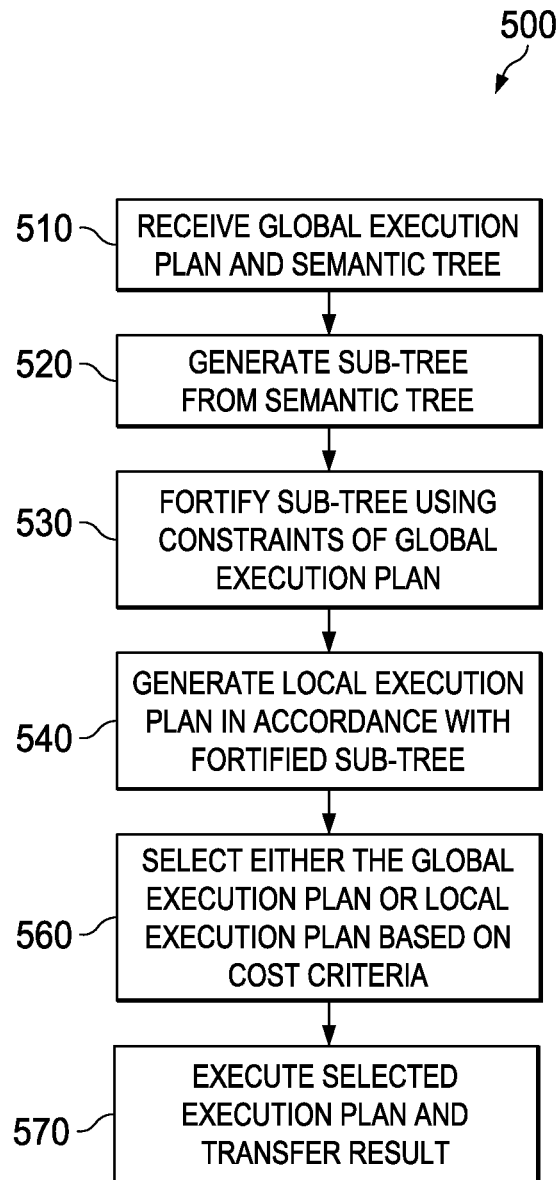 500
510
RECEIVE GLOBAL EXECUTION
PLAN AND SEMANTIC TREE
520
GENERATE SUB-TREE
FROM SEMANTIC TREE
530
FORTIFY SUB-TREE USING
CONSTRAINTS OF GLOBAL
EXECUTION PLAN
540
GENERATE LOCAL EXECUTION
PLAN IN ACCORDANCE WITH
FORTIFIED SUB-TREE
560
SELECT EITHER THE GLOBAL
EXECUTION PLAN OR LOCAL
EXECUTION PLAN BASED ON
COST CRITERIA
570
EXECUTE SELECTED
EXECUTION PLAN AND
TRANSFER RESULT